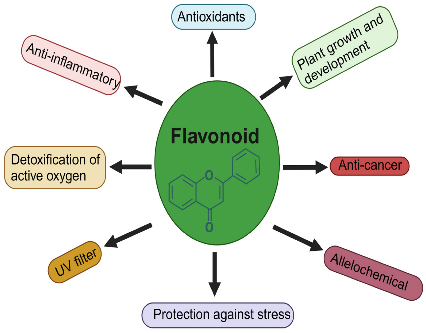 Antioxidants
Anti-inflammatory
Plant growth and
development
Flavonoid
O
O
Detoxification of
active oxygen
Anti-cancer
UV filter
Allelochemical
Protection against stress